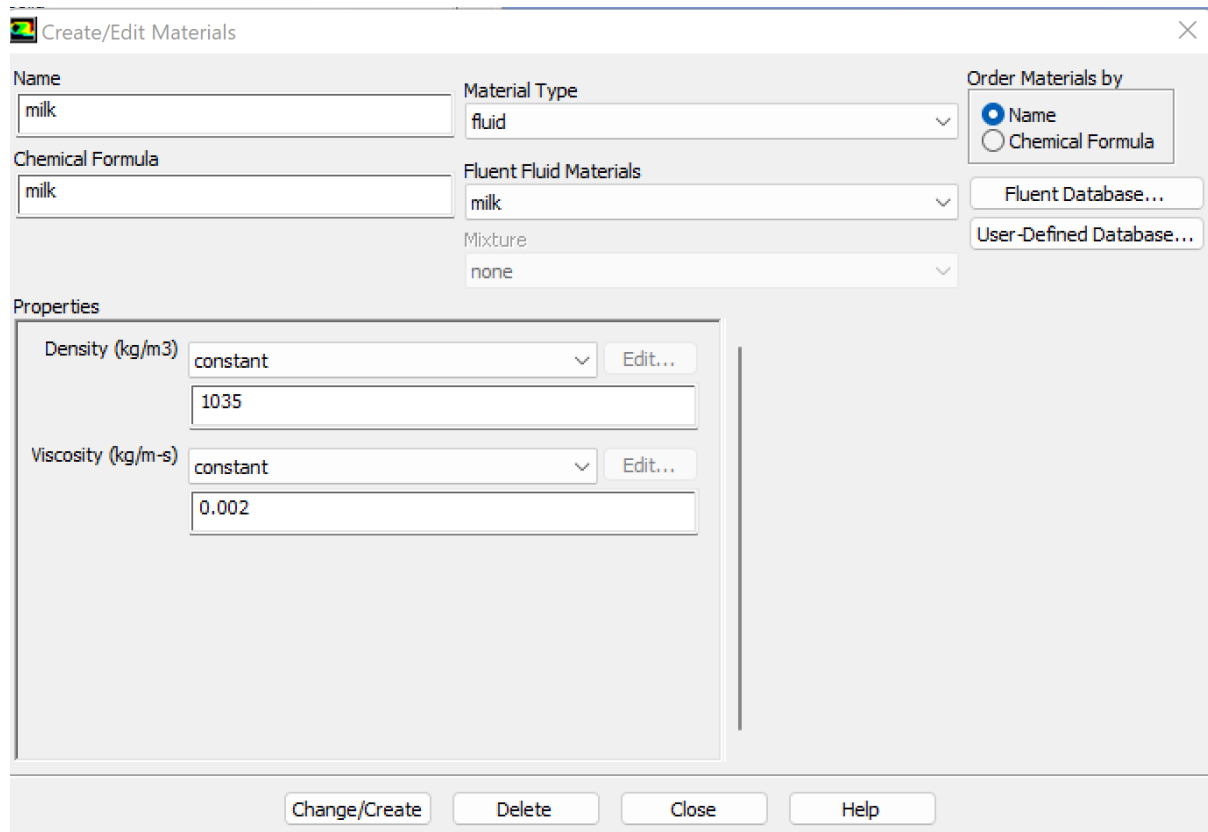 Create/Edit Materials
Name
milk
Chemical Formula
milk
Material Type
fluid
Fluent Fluid Materials
milk
Mixture
none
Order Materials by
Name
Chemical Formula
Fluent Database...
User-Defined Database...
Properties
Density (kg/m3)
constant
Edit...
1035
Viscosity (kg/m-s)
constant
Edit...
0.002
Change/Create
Delete
Close
Help